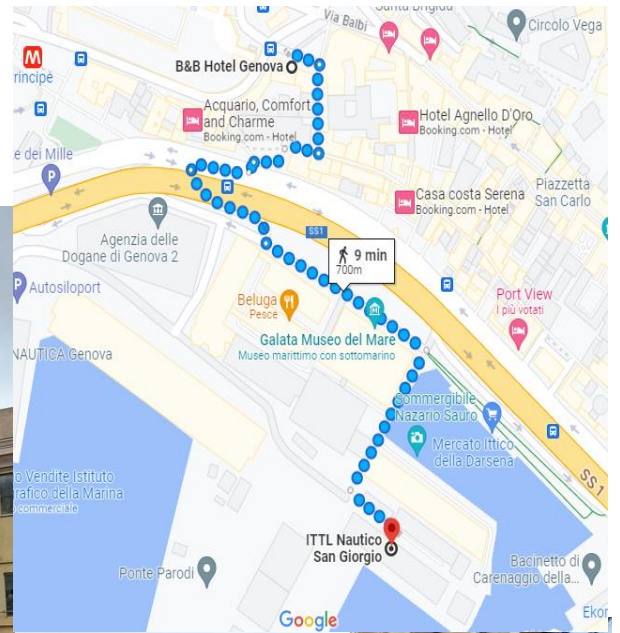 Santa Brigida
Via Balbi
Circolo Vega
M
rincipe
B&B Hotel Genova
Acquario, Comfort
and Charme
Booking.com - Hotel
Hotel Agnello D'Oro
Booking.com - Hotel
e dei Mille
P
Casa costa Serena
Booking.com - Hotel
Piazzetta
San Carlo
SS1
Agenzia delle
Dogane di Genova 2
9 min
700m
P
Autosiloport
Beluga
Pesce
Port View
I più votati
Galata Museo del Mare
Museo marittimo con sottomarino
NAUTICA Genova
Sommergibile
Nazario Sauro
Mercato Ittico
della Darsena
SS1
o Vendite Istituto
rafico della Marina
o commerciale
ITTL Nautico
San Giorgio
Ponte Parodi
Bacinetto di
Carenaggio della...
Google
Ekor